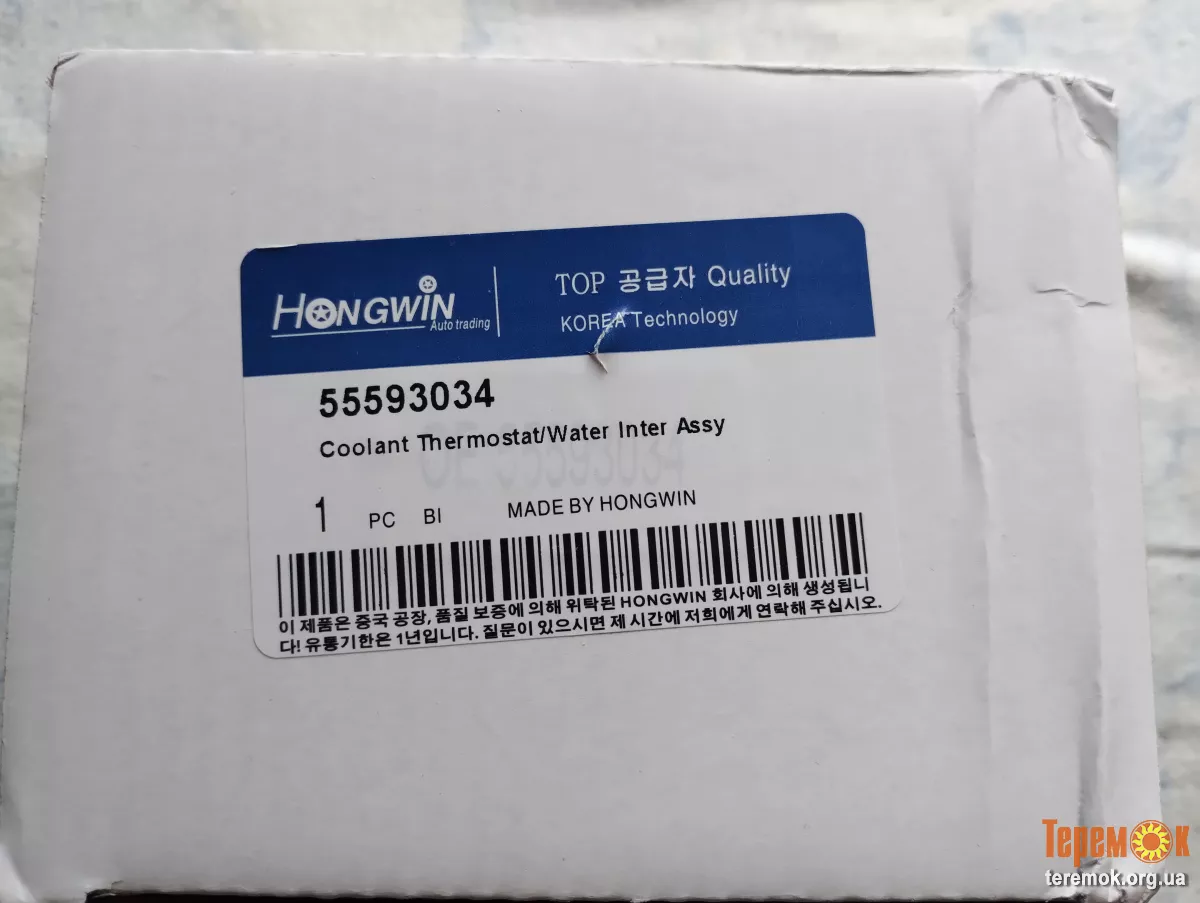 HONGWIN
Auto trading
TOP 공급자 Quality
KOREA Technology
55593034
Coolant Thermostat/Water Inter Assy
OE 55593034
1 PC BI MADE BY HONGWIN
이 제품은 중국 공장, 품질 보증에 의해 위탁된 HONGWIN 회사에 의해 생성됩니
다! 유통기한은 1년입니다. 질문이 있으시면 제 시간에 저희에게 연락해 주십시오.
Теремок
teremok.org.ua